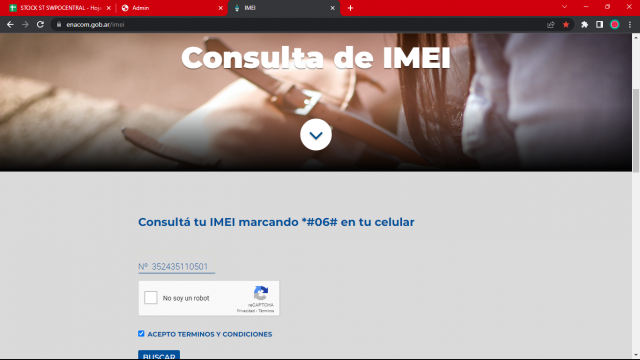 STOCK ST SWPOCENTRAL - Hoja
Admin
IMEI
enacom.gob.ar/imei
Consulta de IMEI
Consultá tu IMEI marcando *#06# en tu celular
Nº 352435110501
No soy un robot
reCAPTCHA
Privacidad - Términos
ACEPTO TERMINOS Y CONDICIONES
BUSCAR